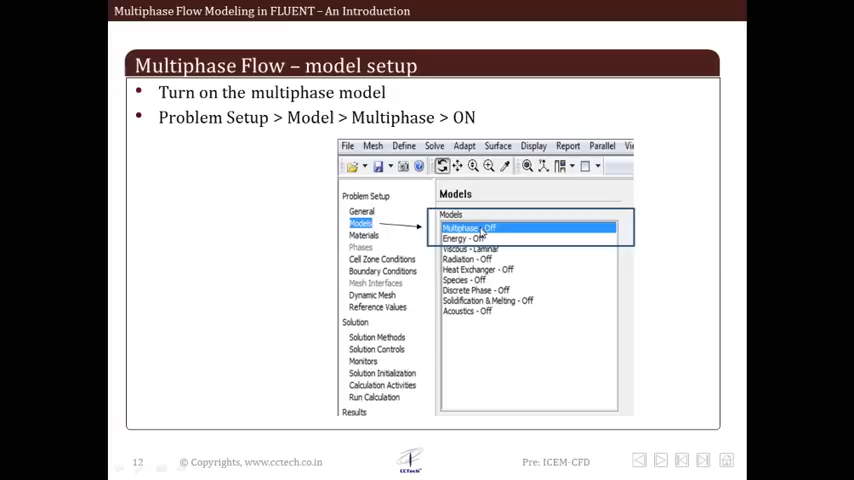 Multiphase Flow Modeling in FLUENT – An Introduction
Multiphase Flow – model setup
• Turn on the multiphase model
• Problem Setup > Model > Multiphase > ON
File Mesh Define Solve Adapt Surface Display Report Parallel
Problem Setup
General
Models
Materials
Phases
Cell Zone Conditions
Boundary Conditions
Mesh Interfaces
Dynamic Mesh
Reference Values
Solution
Solution Methods
Solution Controls
Monitors
Solution Initialization
Calculation Activities
Run Calculation
Results
Models
Models
Multiphase - Off
Energy - Off
Viscous - Laminar
Radiation - Off
Heat Exchanger - Off
Species - Off
Discrete Phase - Off
Solidification & Melting - Off
Acoustics - Off
12 © Copyrights, www.cctech.co.in CCTech Pre: ICEM-CFD